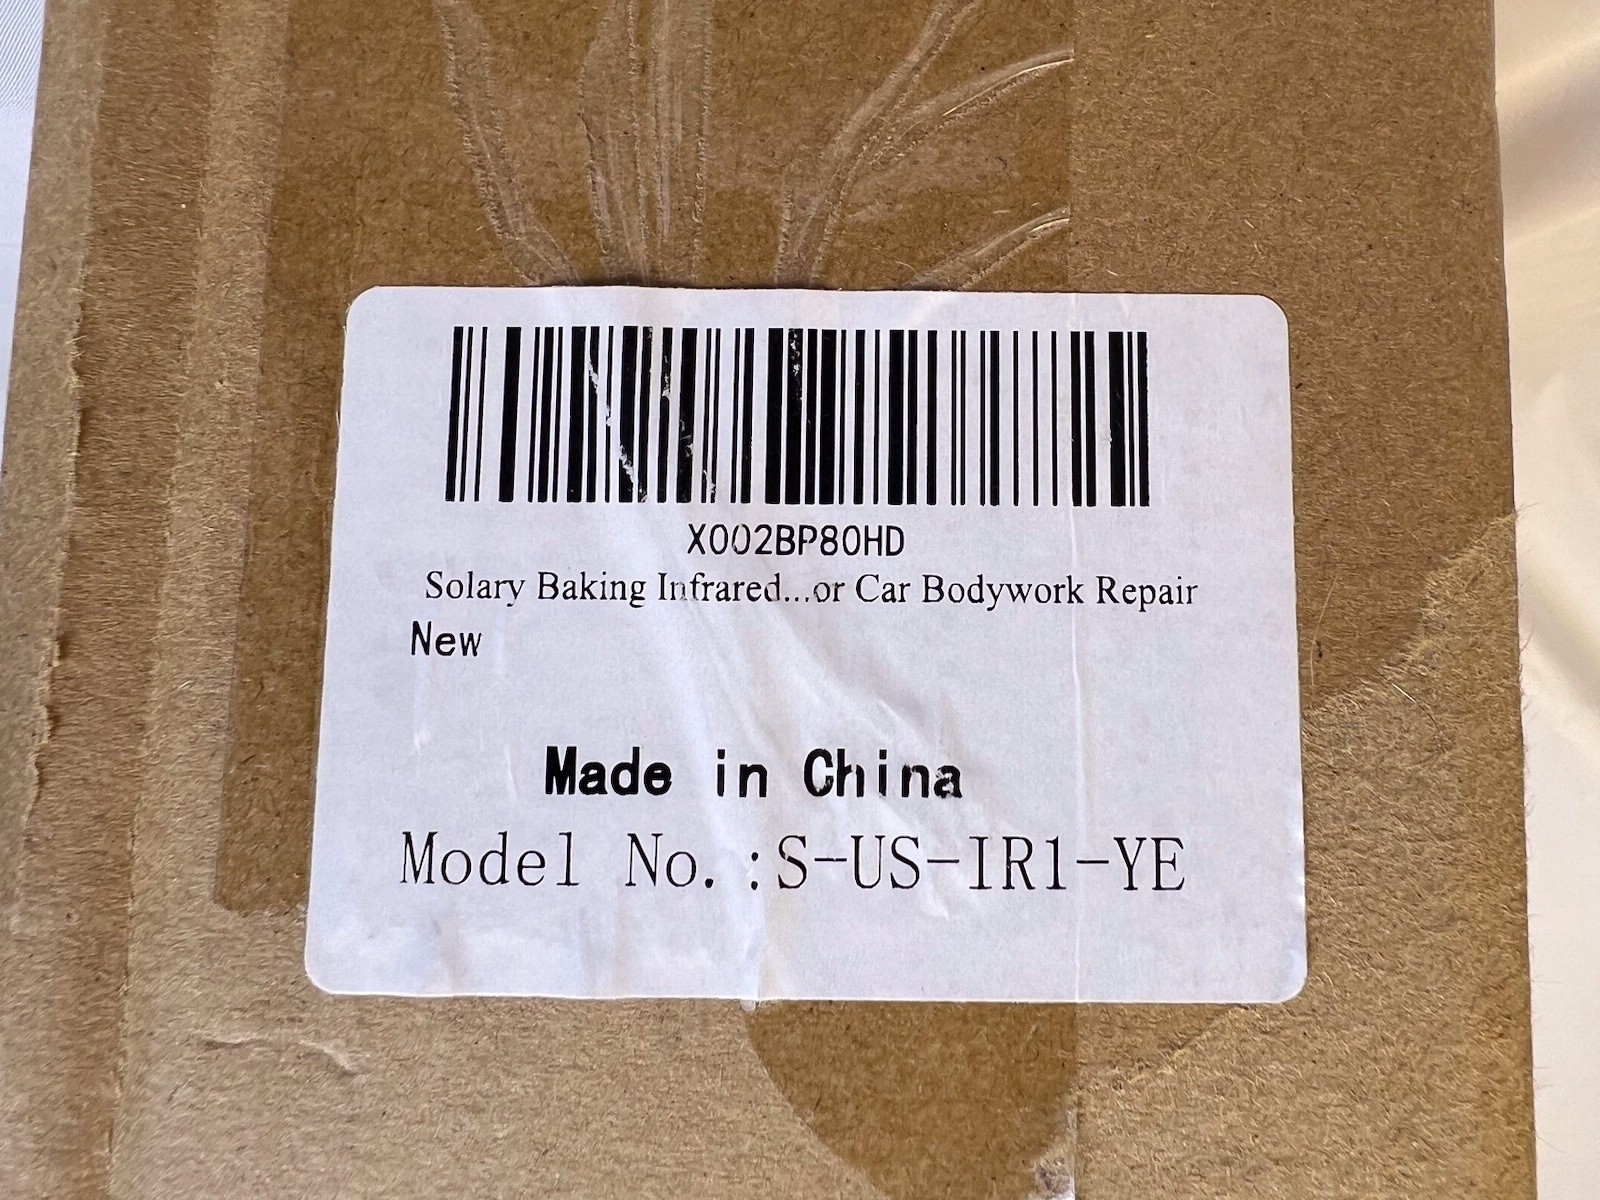 X002BP80HD
Solary Baking Infrared...or Car Bodywork Repair
New
Made in China
Model No.:S-US-IR1-YE